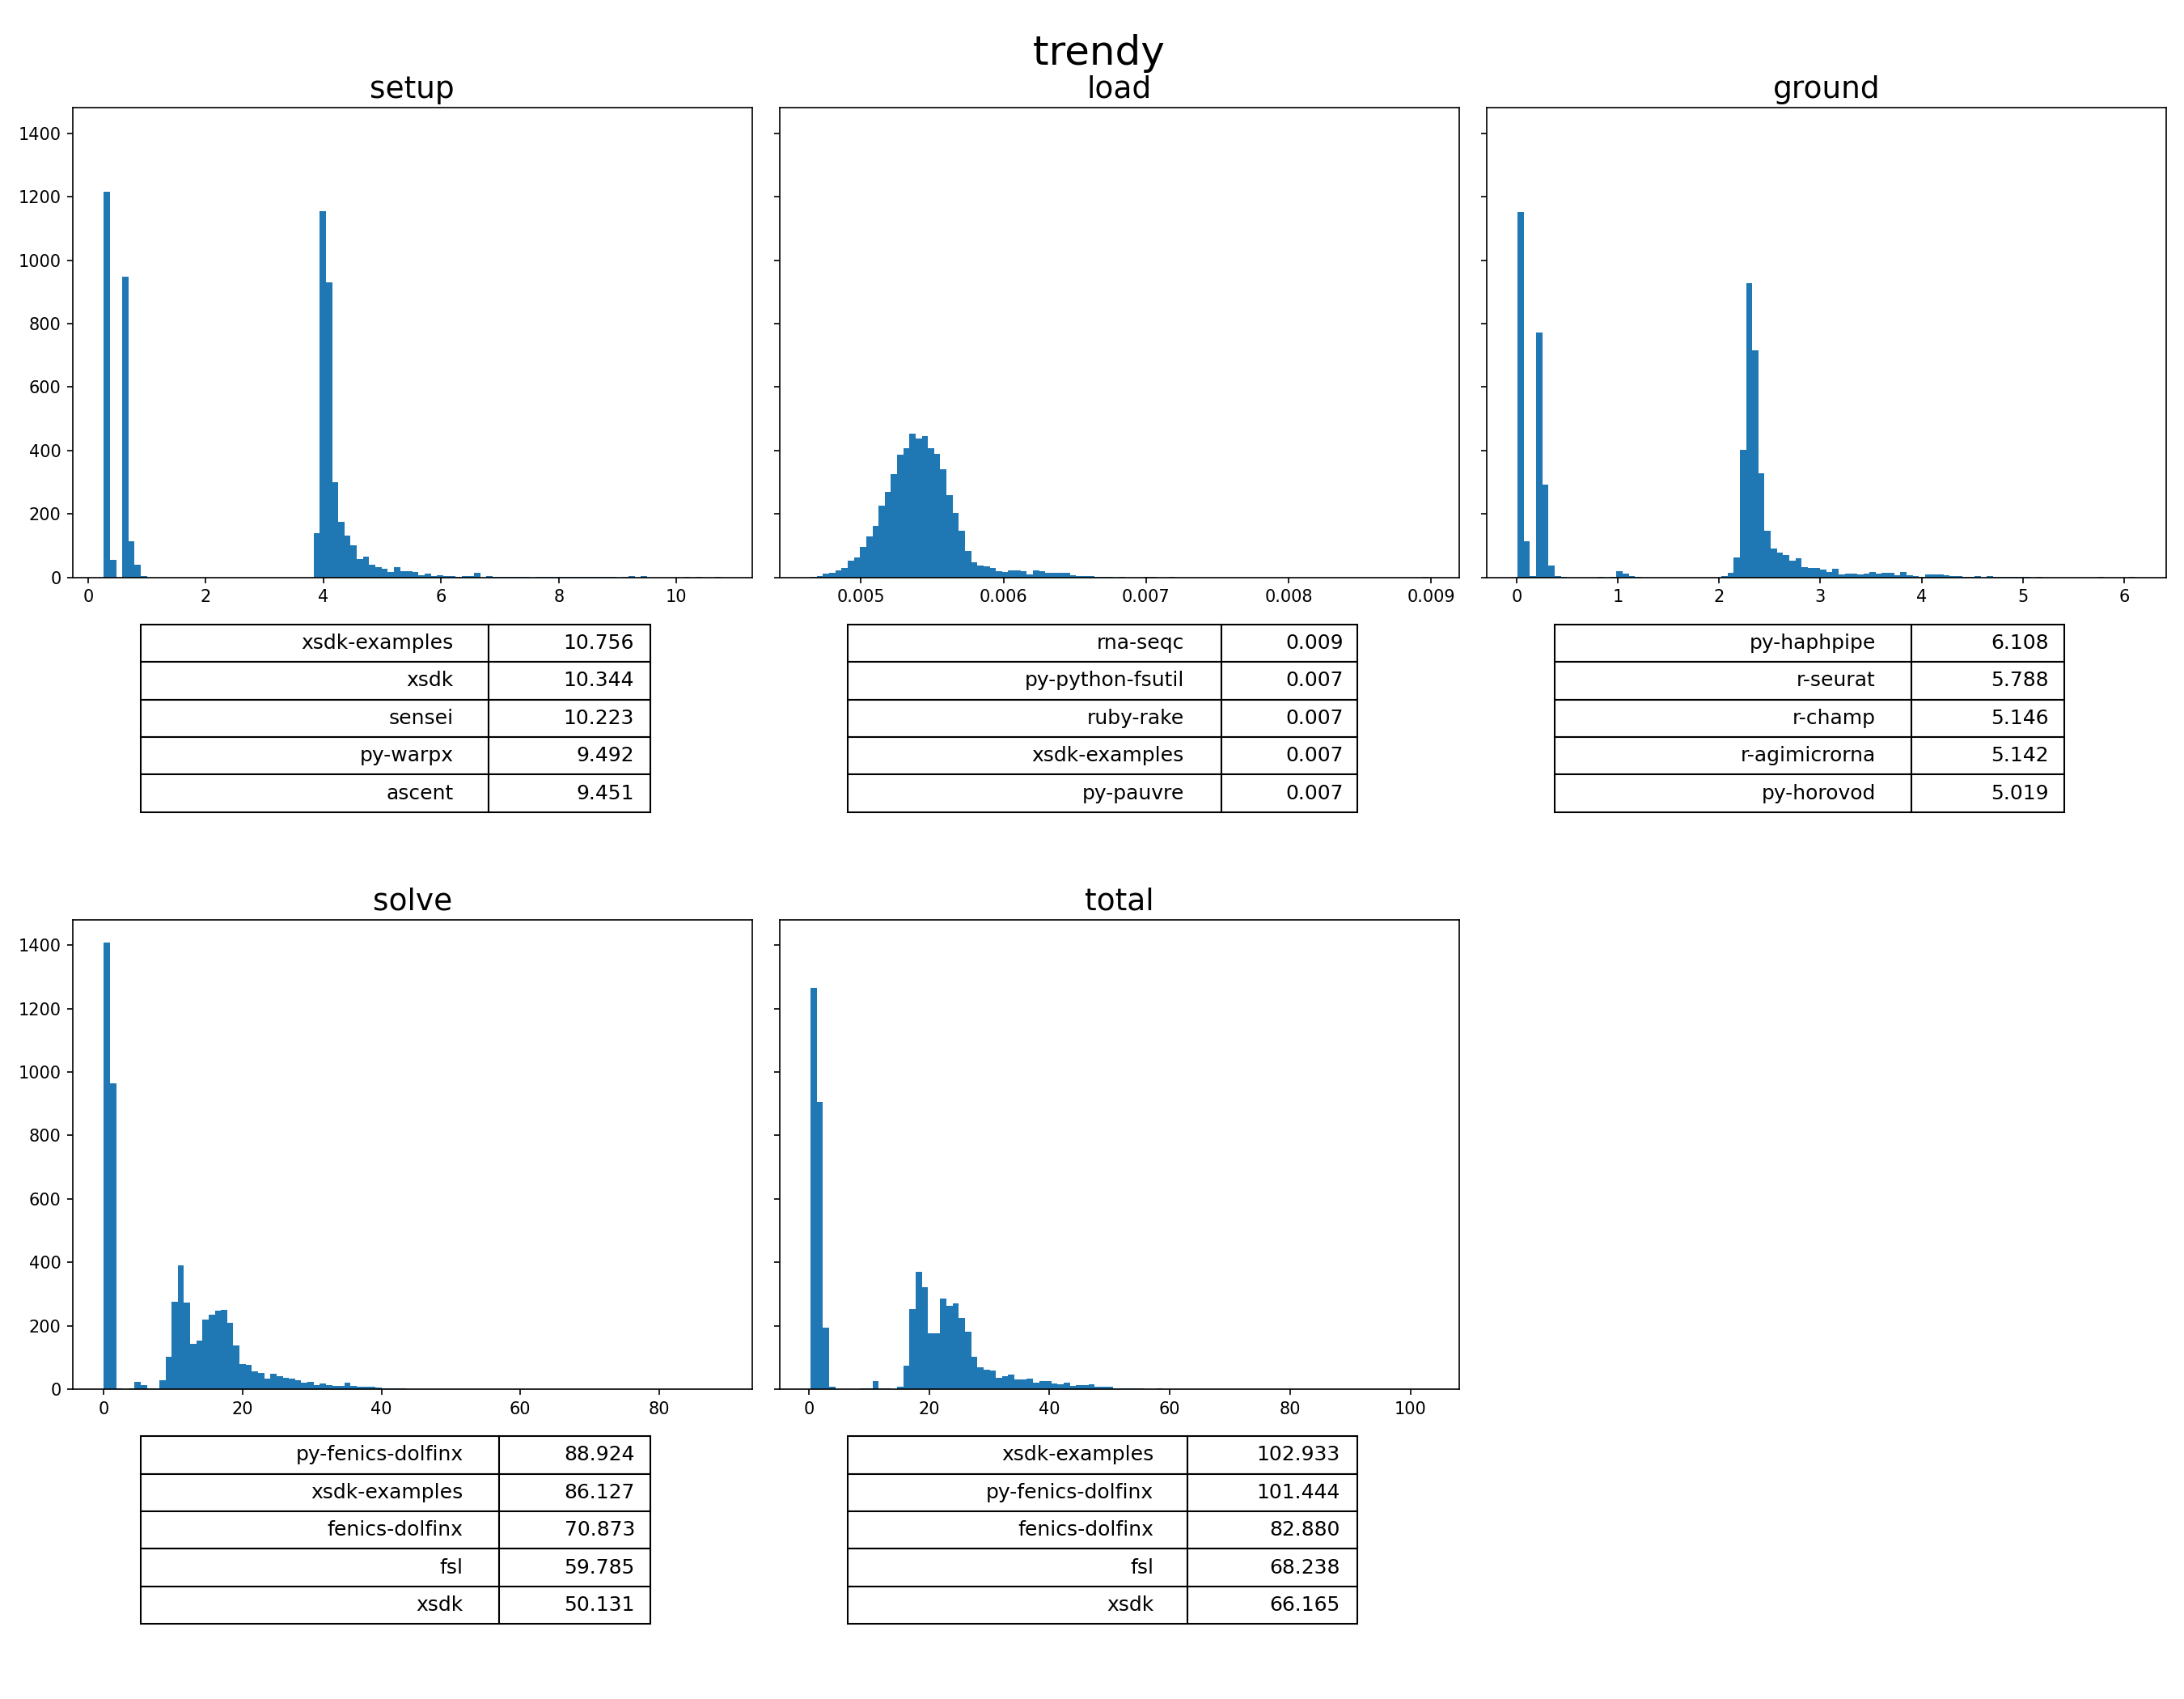 trendy
setup
load
ground
1400
1200
1000
800
600
400
200
0
0 2 4 6 8 10
0.005 0.006 0.007 0.008 0.009
0 1 2 3 4 5 6
xsdk-examples 10.756
xsdk 10.344
sensei 10.223
py-warpx 9.492
ascent 9.451
rna-seqc 0.009
py-python-fsutil 0.007
ruby-rake 0.007
xsdk-examples 0.007
py-pauvre 0.007
py-haphpipe 6.108
r-seurat 5.788
r-champ 5.146
r-agimicrorna 5.142
py-horovod 5.019
solve
total
1400
1200
1000
800
600
400
200
0
0 20 40 60 80
0 20 40 60 80 100
py-fenics-dolfinx 88.924
xsdk-examples 86.127
fenics-dolfinx 70.873
fsl 59.785
xsdk 50.131
xsdk-examples 102.933
py-fenics-dolfinx 101.444
fenics-dolfinx 82.880
fsl 68.238
xsdk 66.165